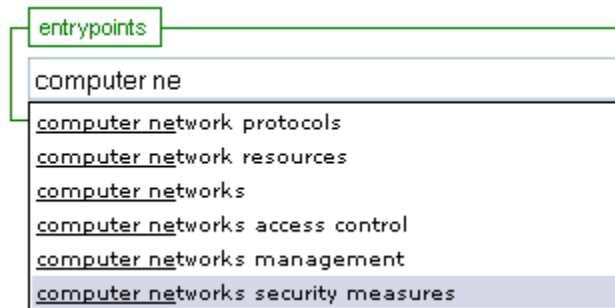 entrypoints
computer ne
computer network protocols
computer network resources
computer networks
computer networks access control
computer networks management
computer networks security measures